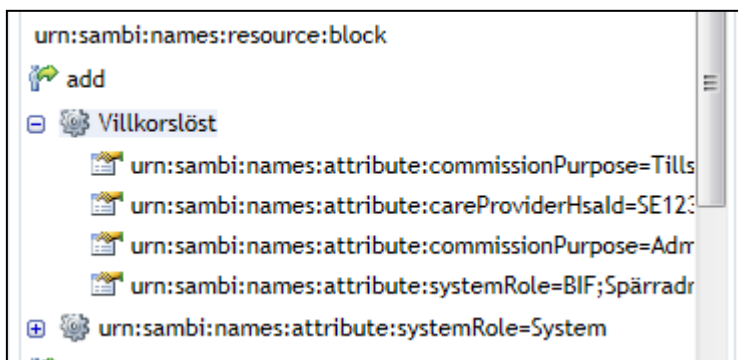 urn:sambi:names:resource:block
add
Villkorslöst
urn:sambi:names:attribute:commissionPurpose=Tills
urn:sambi:names:attribute:careProviderHsaId=SE123
urn:sambi:names:attribute:commissionPurpose=Adm
urn:sambi:names:attribute:systemRole=BIF;Spärradr
urn:sambi:names:attribute:systemRole=System